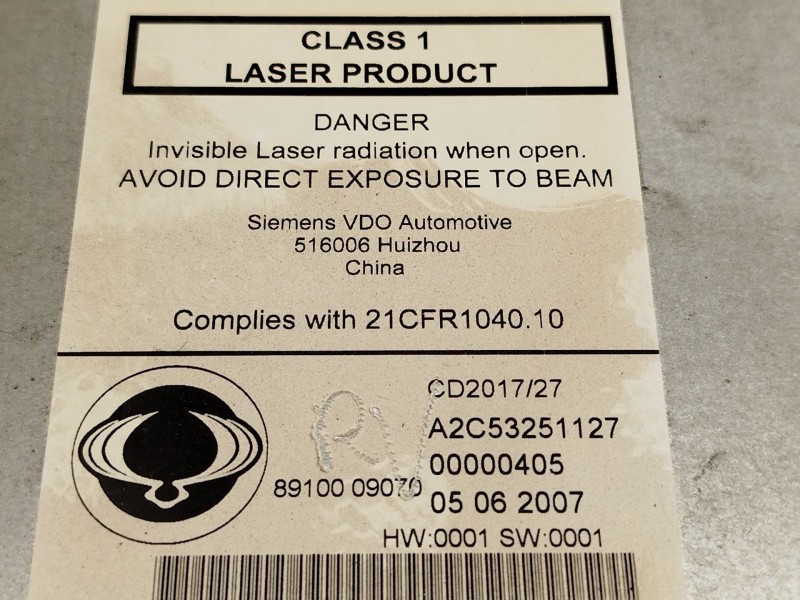 CLASS 1
LASER PRODUCT
DANGER
Invisible Laser radiation when open.
AVOID DIRECT EXPOSURE TO BEAM
Siemens VDO Automotive
516006 Huizhou
China
Complies with 21CFR1040.10
CD2017/27
A2C53251127
00000405
89100 09070
05 06 2007
HW:0001 SW:0001